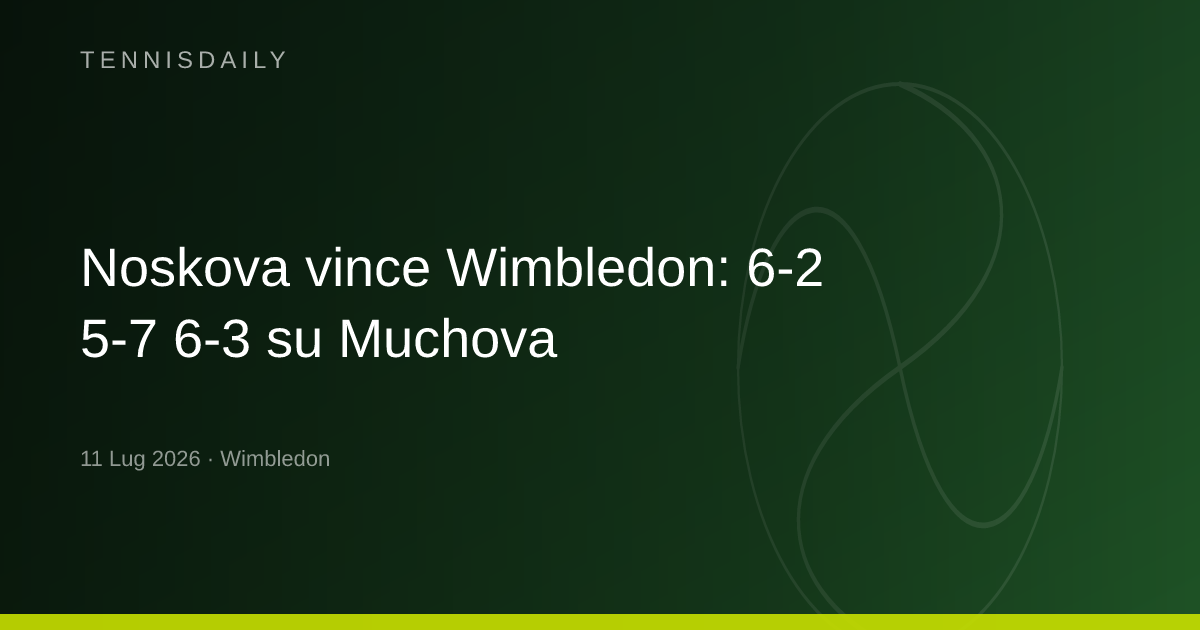 TENNISDAILY
Noskova vince Wimbledon: 6-2
5-7 6-3 su Muchova
11 Lug 2026 · Wimbledon